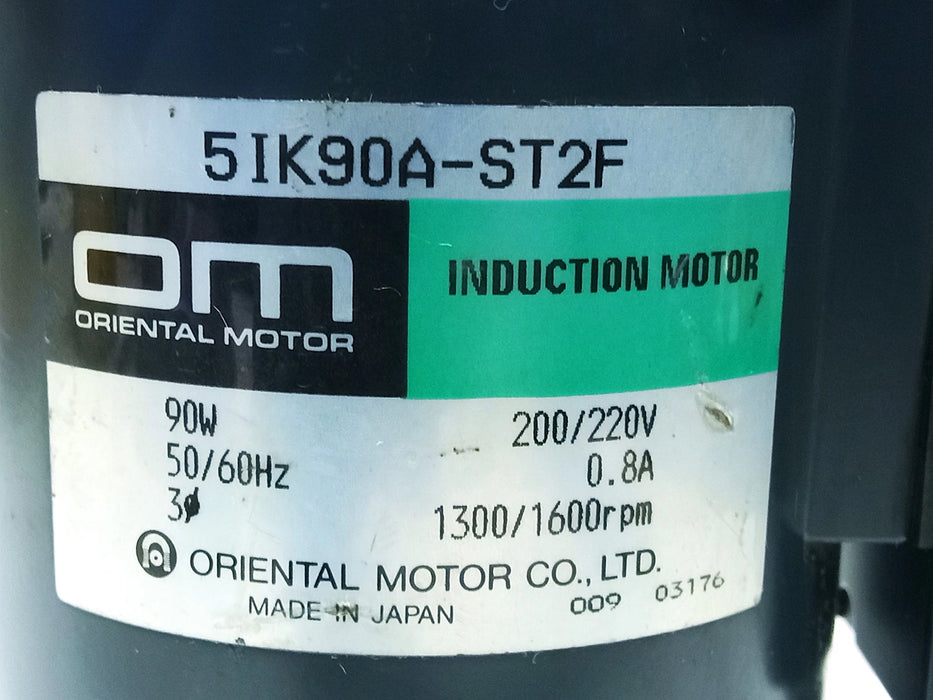 5IK90A-ST2F
om
ORIENTAL MOTOR
INDUCTION MOTOR
90W 200/220V
50/60Hz 0.8A
3ø 1300/1600rpm
ORIENTAL MOTOR CO., LTD.
MADE IN JAPAN 009 03176